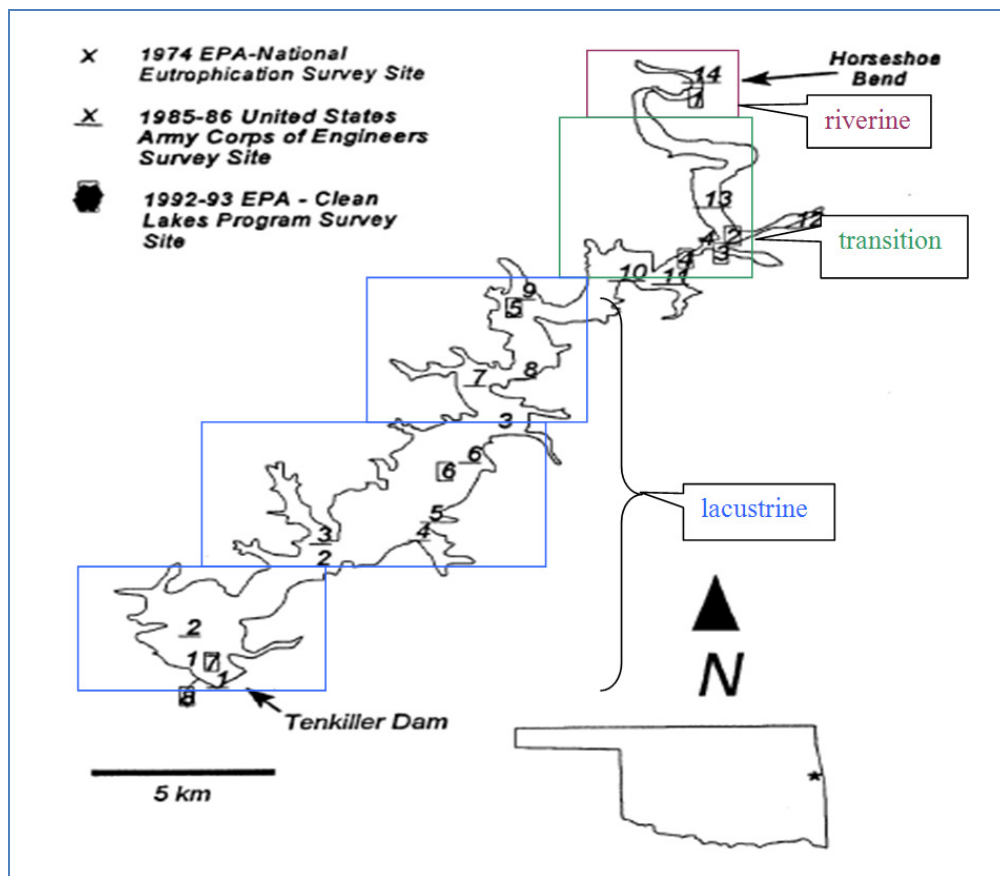 x 1974 EPA-National
Eutrophication Survey Site
x 1985-86 United States
Army Corps of Engineers
Survey Site
1992-93 EPA - Clean
Lakes Program Survey
Site
Horseshoe
Bend
14
1
riverine
13
12
4 2
3
4
transition
10 11
9
5
8
7
3
6
6
5
4
3
2
lacustrine
2
1 7
1
8
Tenkiller Dam
N
5 km
*